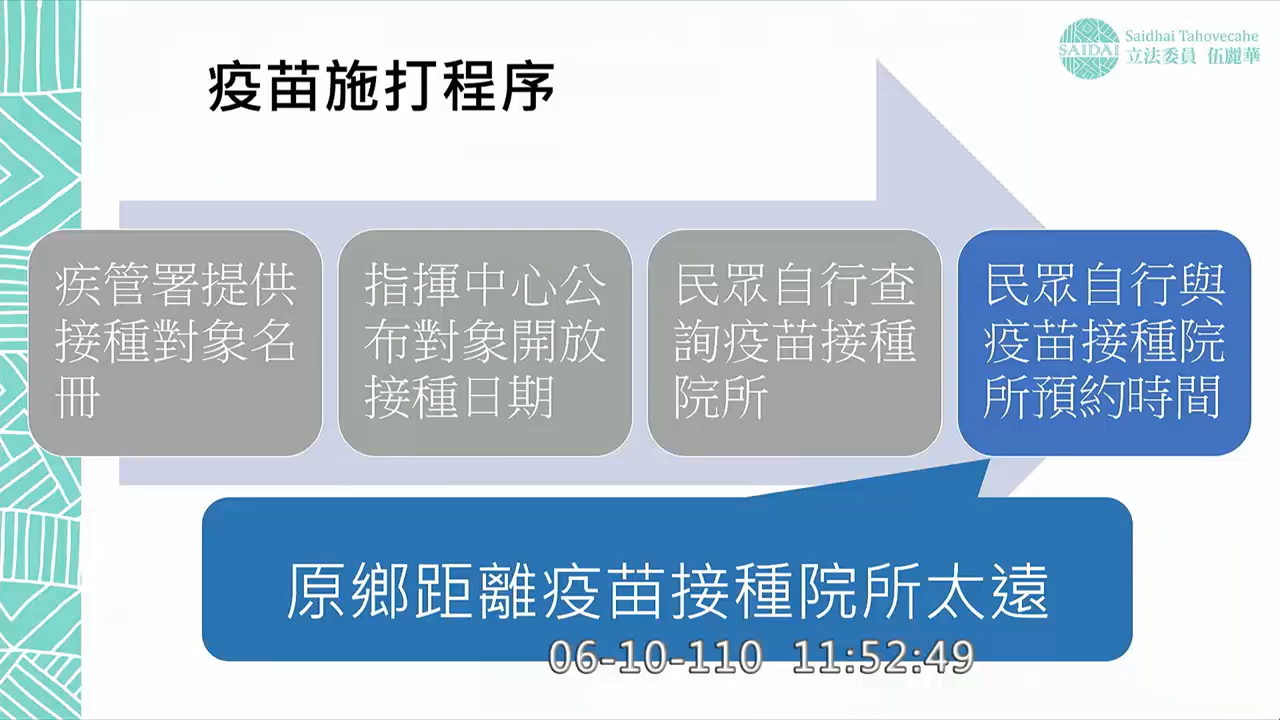 Saidhai Tahovecahe
SAIDAI
立法委員 伍麗華
疫苗施打程序
疾管署提供
接種對象名
冊
指揮中心公
布對象開放
接種日期
民眾自行查
詢疫苗接種
院所
民眾自行與
疫苗接種院
所預約時間
原鄉距離疫苗接種院所太遠
06-10-110 11:52:49